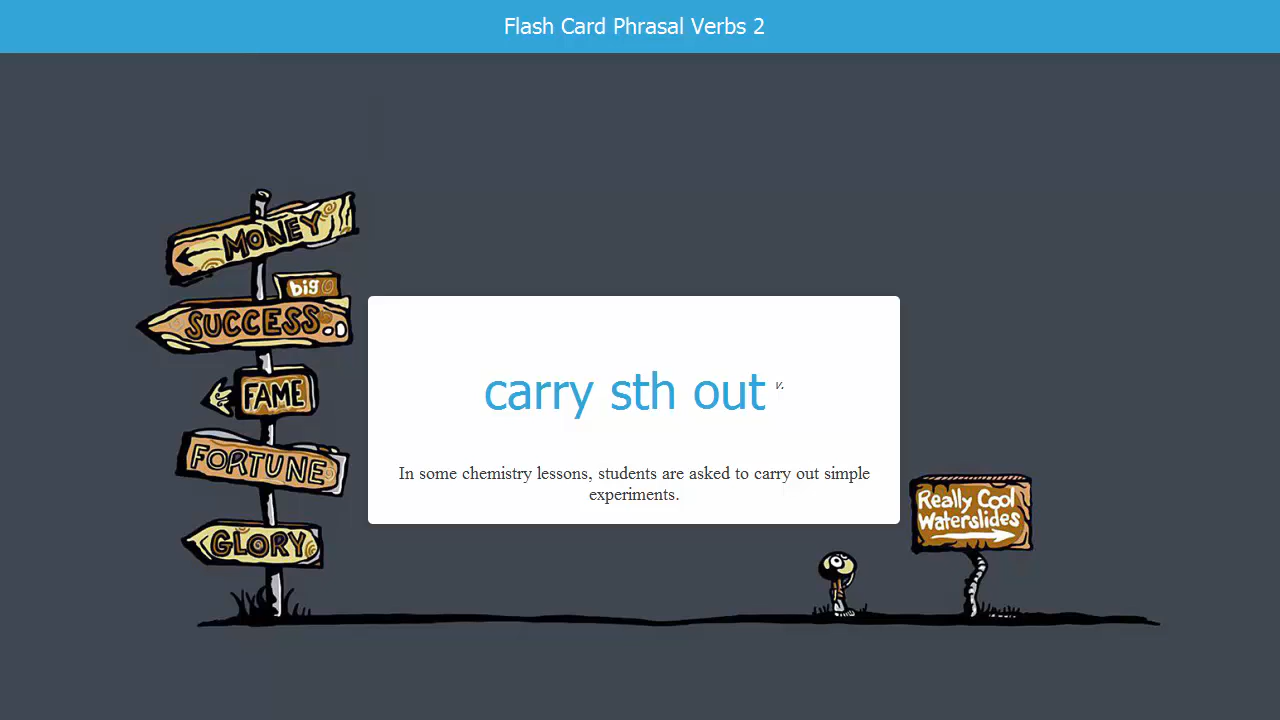 Flash Card Phrasal Verbs 2
MONEY
big
SUCCESS
FAME
FORTUNE
GLORY
carry sth out v.
In some chemistry lessons, students are asked to carry out simple
experiments.
Really Cool
Waterslides